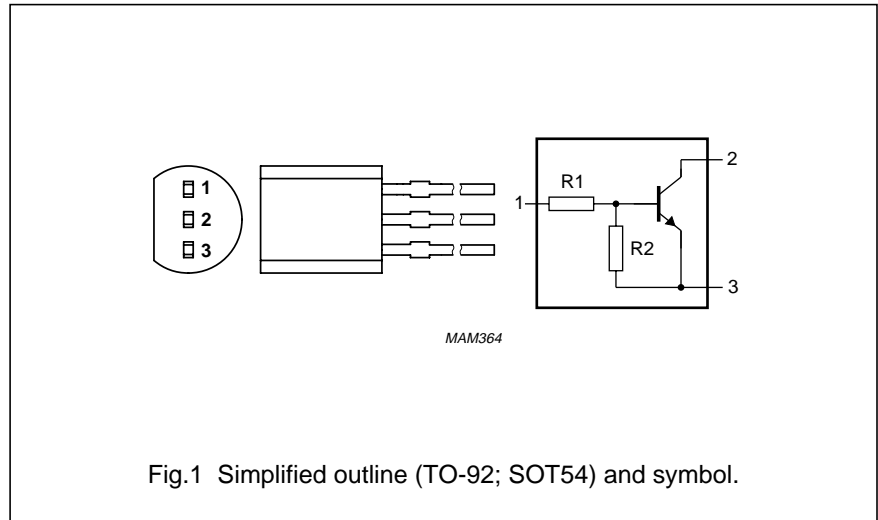 1
2
3
R1
R2
1
2
3
MAM364
Fig.1 Simplified outline (TO-92; SOT54) and symbol.